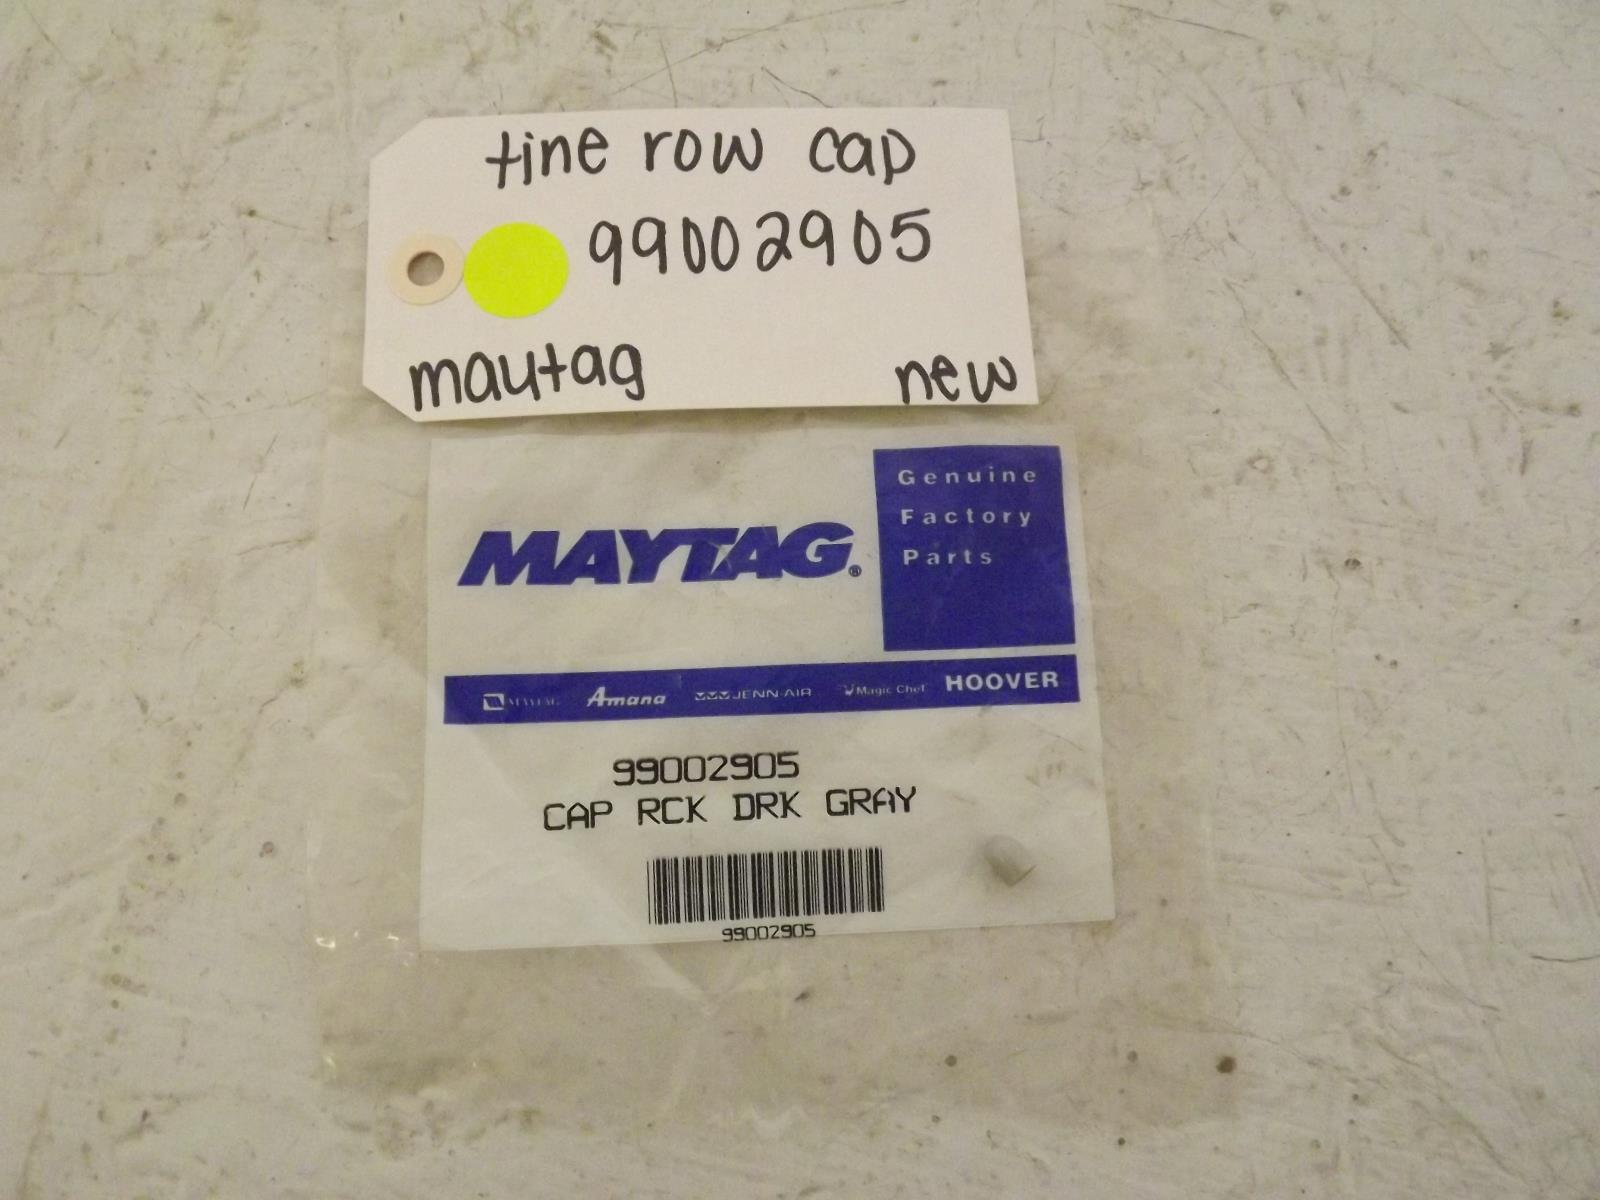 tine row cap
99002905
maytag new
Genuine
Factory
Parts
MAYTAG®
MAYTAG Amana JENN-AIR Magic Chef HOOVER
99002905
CAP RCK DRK GRAY
99002905